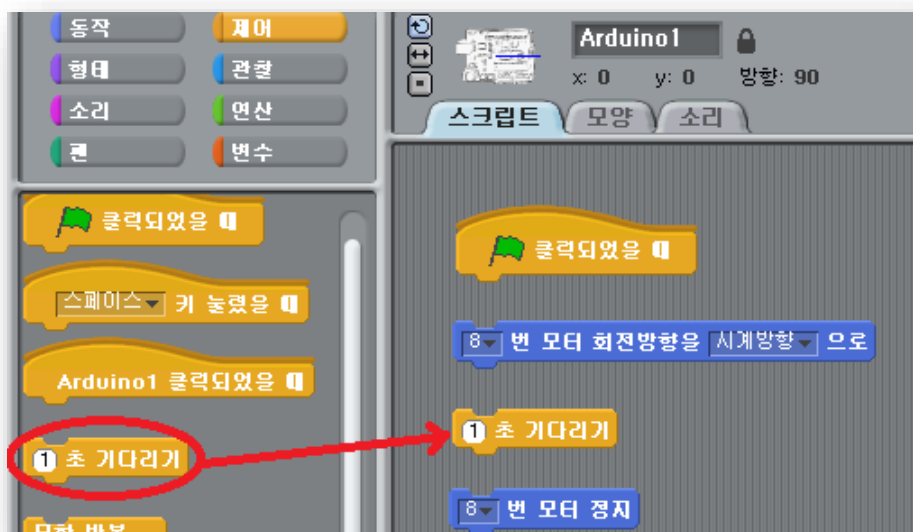 동작 제어
형태 관찰
소리 연산
펜 변수
Arduino1
x: 0 y: 0 방향: 90
스크립트 모양 소리
클릭되었을 때
스페이스 키 눌렸을 때
Arduino1 클릭되었을 때
1 초 기다리기
무한 반복
클릭되었을 때
8 번 모터 회전방향을 시계방향 으로
1 초 기다리기
8 번 모터 정지